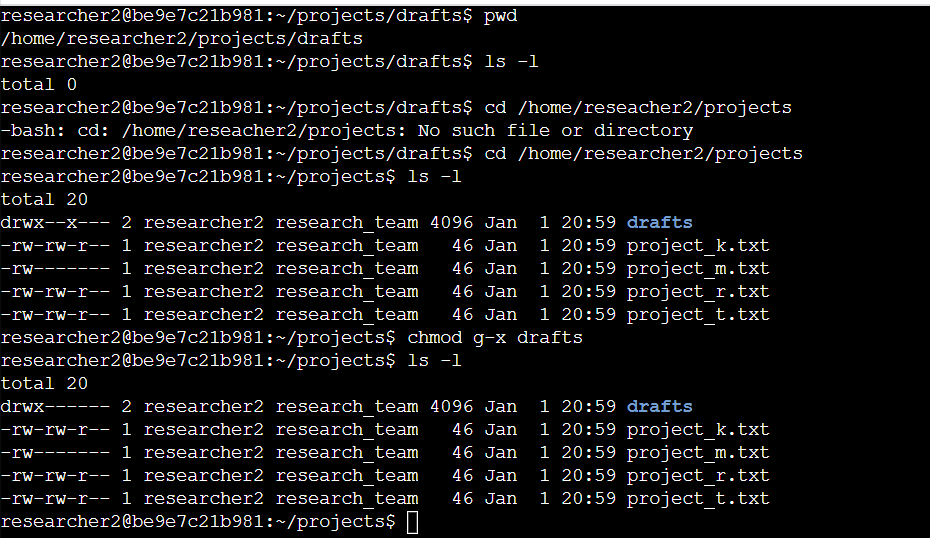 researcher2@be9e7c21b981:~/projects/drafts$ pwd
/home/researcher2/projects/drafts
researcher2@be9e7c21b981:~/projects/drafts$ ls -l
total 0
researcher2@be9e7c21b981:~/projects/drafts$ cd /home/reseacher2/projects
-bash: cd: /home/reseacher2/projects: No such file or directory
researcher2@be9e7c21b981:~/projects/drafts$ cd /home/researcher2/projects
researcher2@be9e7c21b981:~/projects$ ls -l
total 20
drwx--x--- 2 researcher2 research_team 4096 Jan  1 20:59 drafts
-rw-rw-r-- 1 researcher2 research_team   46 Jan  1 20:59 project_k.txt
-rw------- 1 researcher2 research_team   46 Jan  1 20:59 project_m.txt
-rw-rw-r-- 1 researcher2 research_team   46 Jan  1 20:59 project_r.txt
-rw-rw-r-- 1 researcher2 research_team   46 Jan  1 20:59 project_t.txt
researcher2@be9e7c21b981:~/projects$ chmod g-x drafts
researcher2@be9e7c21b981:~/projects$ ls -l
total 20
drwx------ 2 researcher2 research_team 4096 Jan  1 20:59 drafts
-rw-rw-r-- 1 researcher2 research_team   46 Jan  1 20:59 project_k.txt
-rw------- 1 researcher2 research_team   46 Jan  1 20:59 project_m.txt
-rw-rw-r-- 1 researcher2 research_team   46 Jan  1 20:59 project_r.txt
-rw-rw-r-- 1 researcher2 research_team   46 Jan  1 20:59 project_t.txt
researcher2@be9e7c21b981:~/projects$